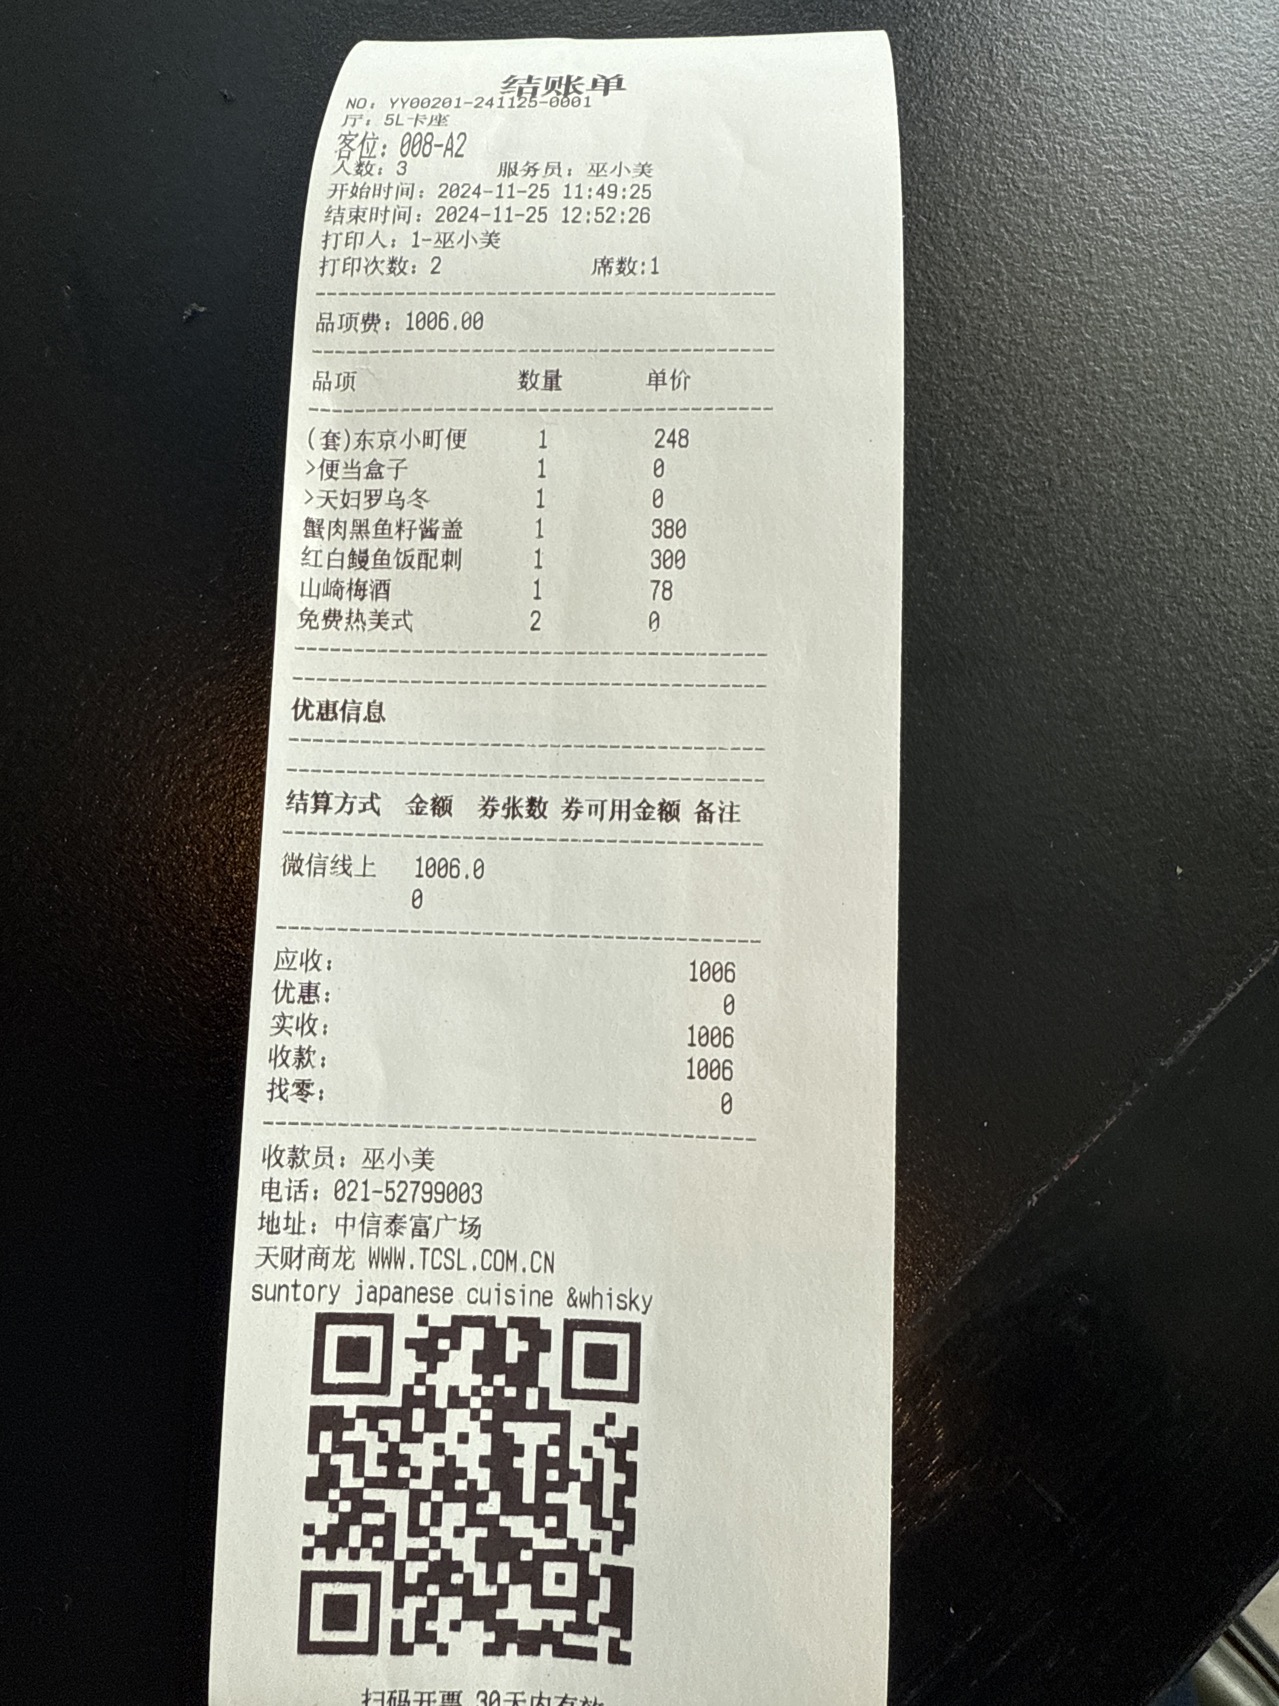 结账单
NO: YY00201-241125-0001
厅: 5L卡座
客位: 008-A2
人数: 3 服务员: 巫小美
开始时间: 2024-11-25 11:49:25
结束时间: 2024-11-25 12:52:26
打印人: 1-巫小美
打印次数: 2 席数:1
品项费: 1006.00
品项 数量 单价
(套)东京小町便 1 248
>便当盒子 1 0
>天妇罗乌冬 1 0
蟹肉黑鱼籽酱盖 1 380
红白鳗鱼饭配刺 1 300
山崎梅酒 1 78
免费热美式 2 0
优惠信息
结算方式 金额 券张数 券可用金额 备注
微信线上 1006.0
0
应收: 1006
优惠: 0
实收: 1006
收款: 1006
找零: 0
收款员: 巫小美
电话: 021-52799003
地址: 中信泰富广场
天财商龙 WWW.TCSL.COM.CN
suntory japanese cuisine &whisky
扫码开票 30天内有效